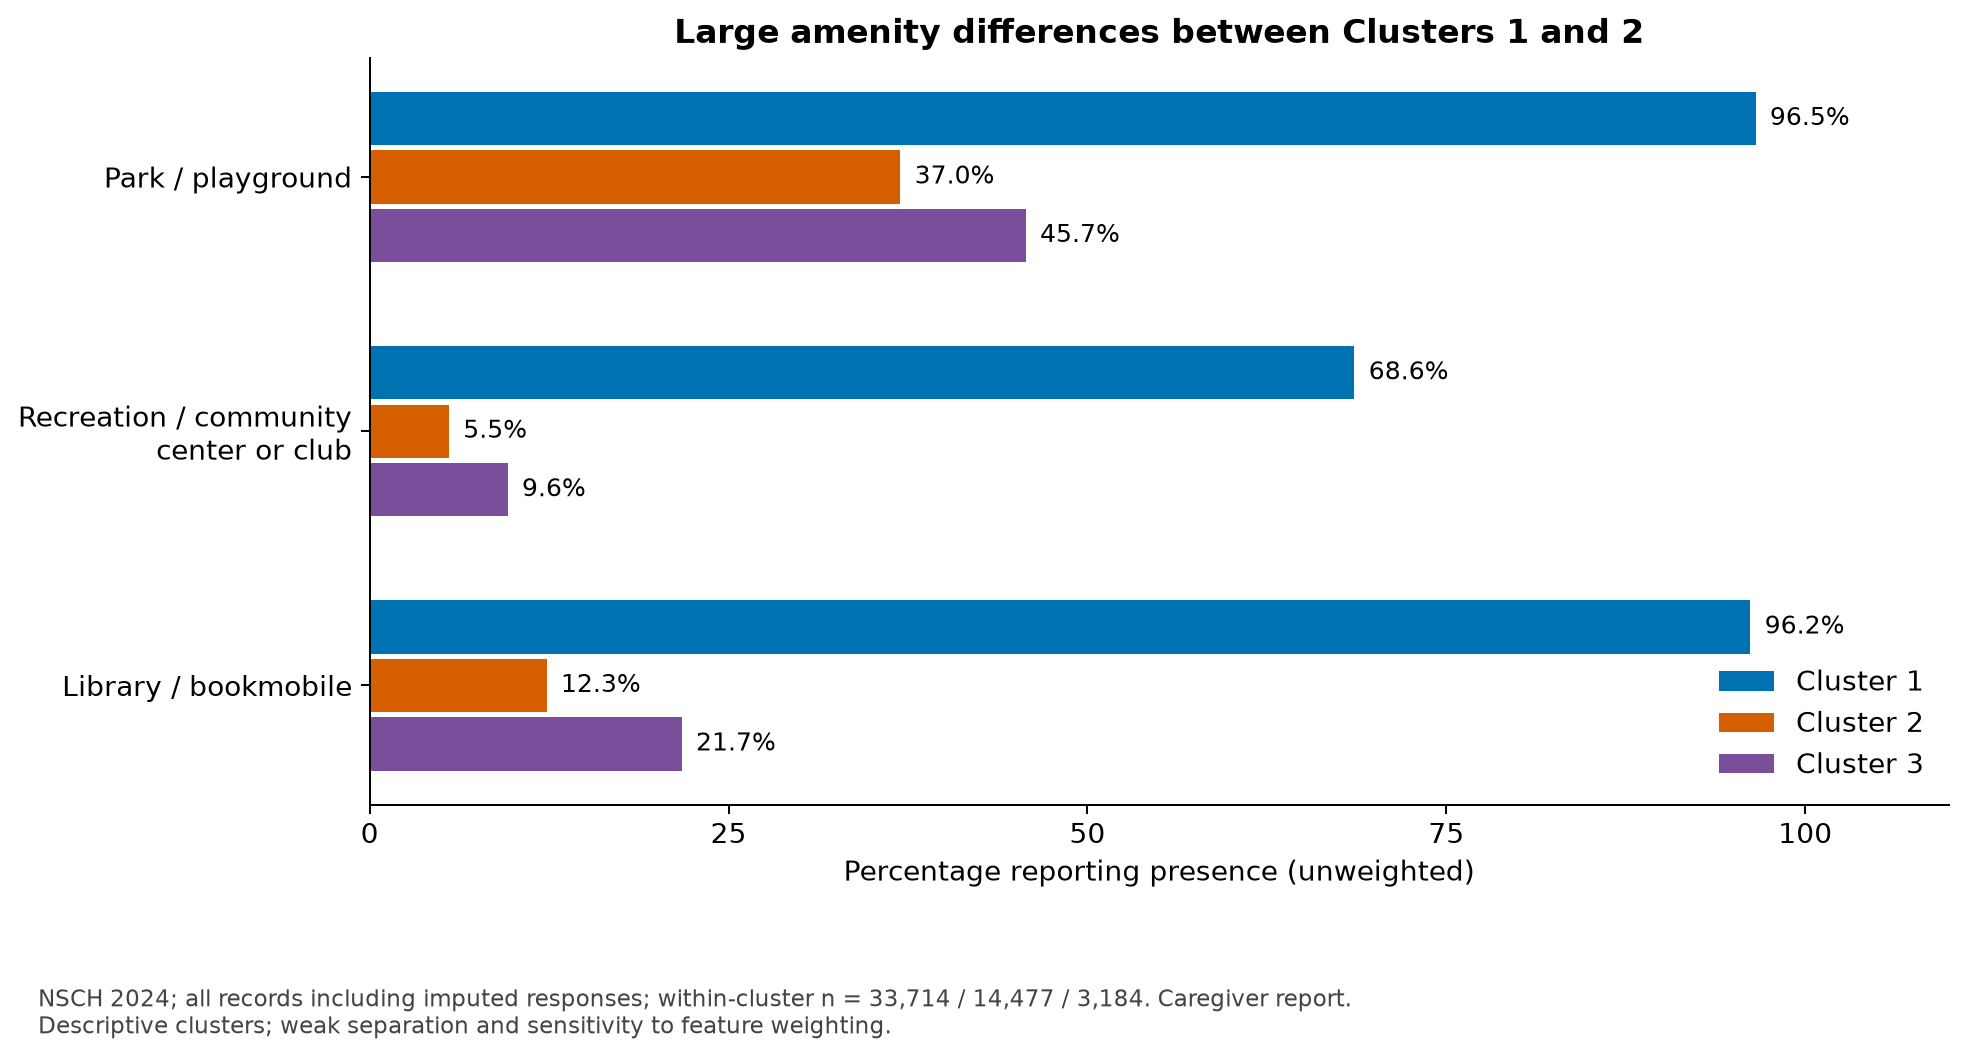 Large amenity differences between Clusters 1 and 2
96.5%
Park / playground
37.0%
45.7%
68.6%
Recreation / community
center or club
5.5%
9.6%
96.2%
Library / bookmobile
12.3%
21.7%
Cluster 1
Cluster 2
Cluster 3
0 25 50 75 100
Percentage reporting presence (unweighted)
NSCH 2024; all records including imputed responses; within-cluster n = 33,714 / 14,477 / 3,184. Caregiver report.
Descriptive clusters; weak separation and sensitivity to feature weighting.